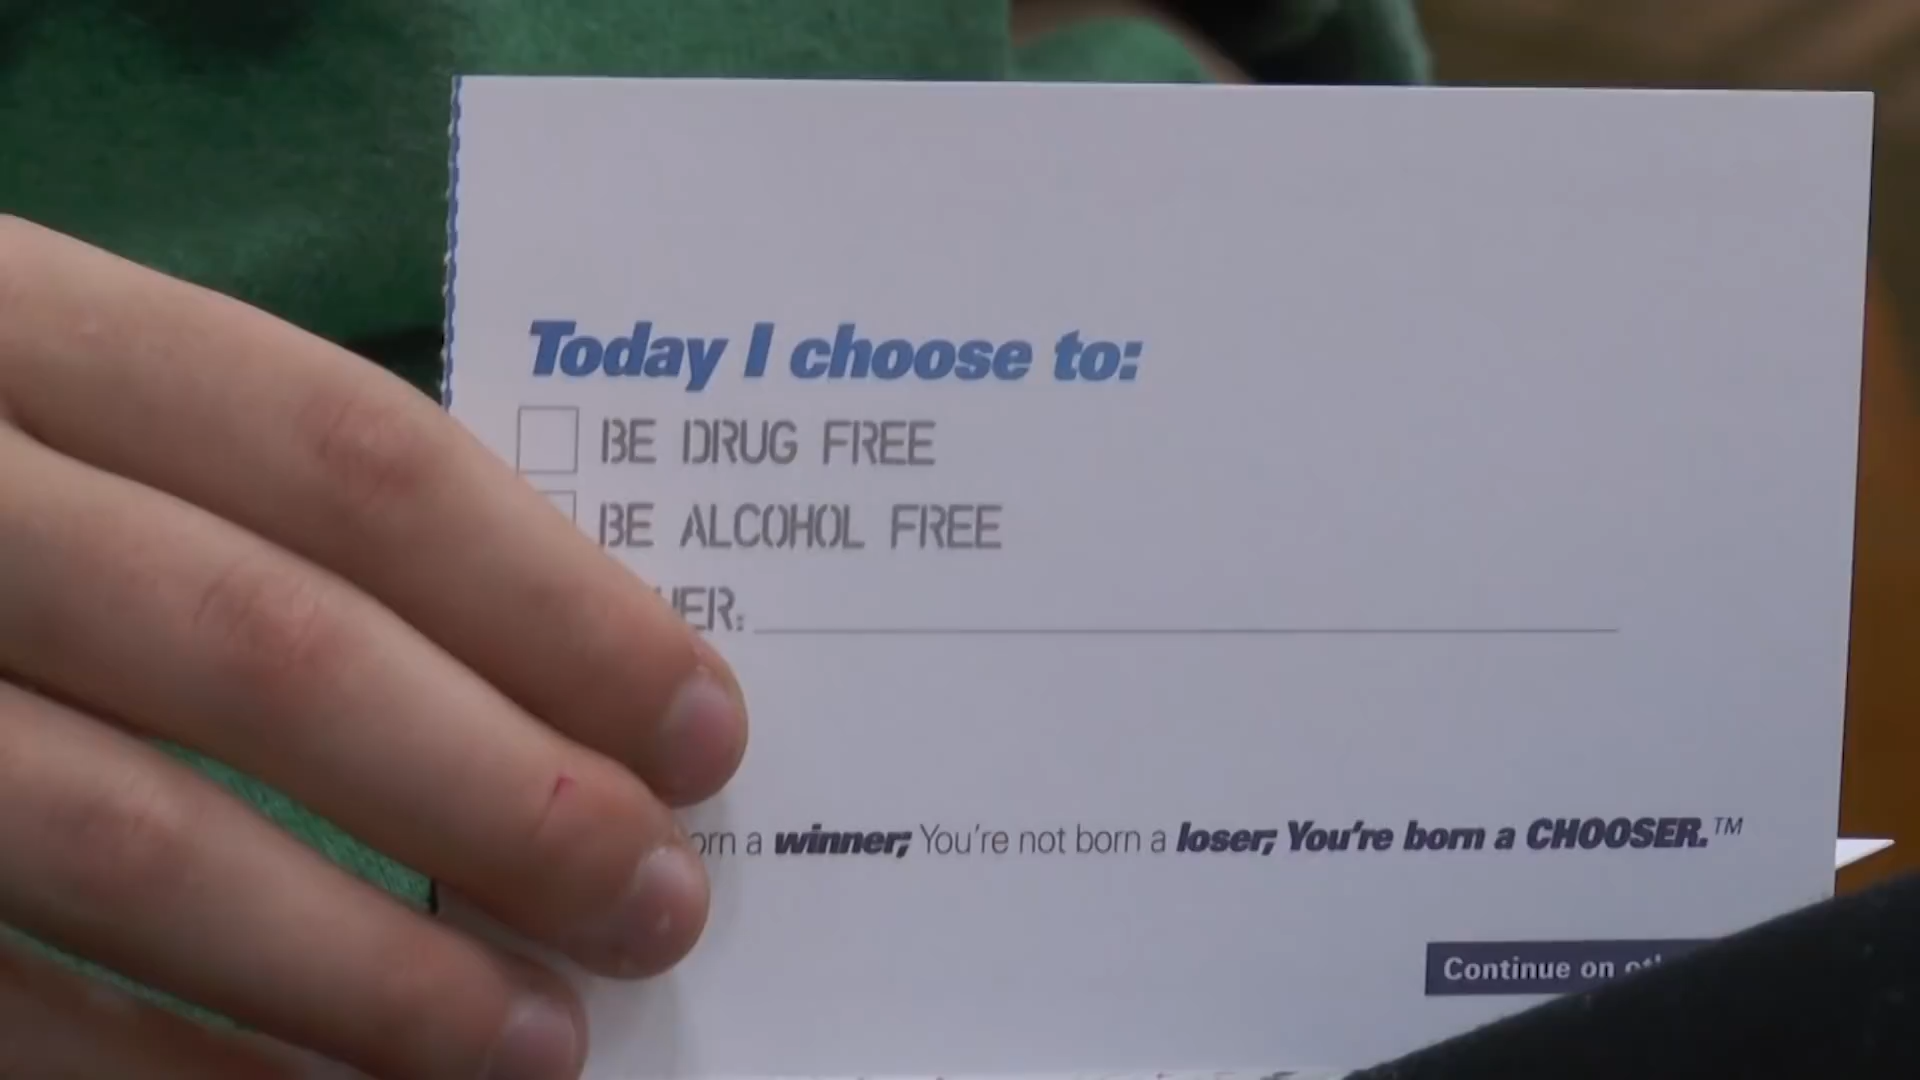 Today I choose to:
BE DRUG FREE
BE ALCOHOL FREE
a winner; You're not born a loser; You're born a CHOOSER.™
Continue on